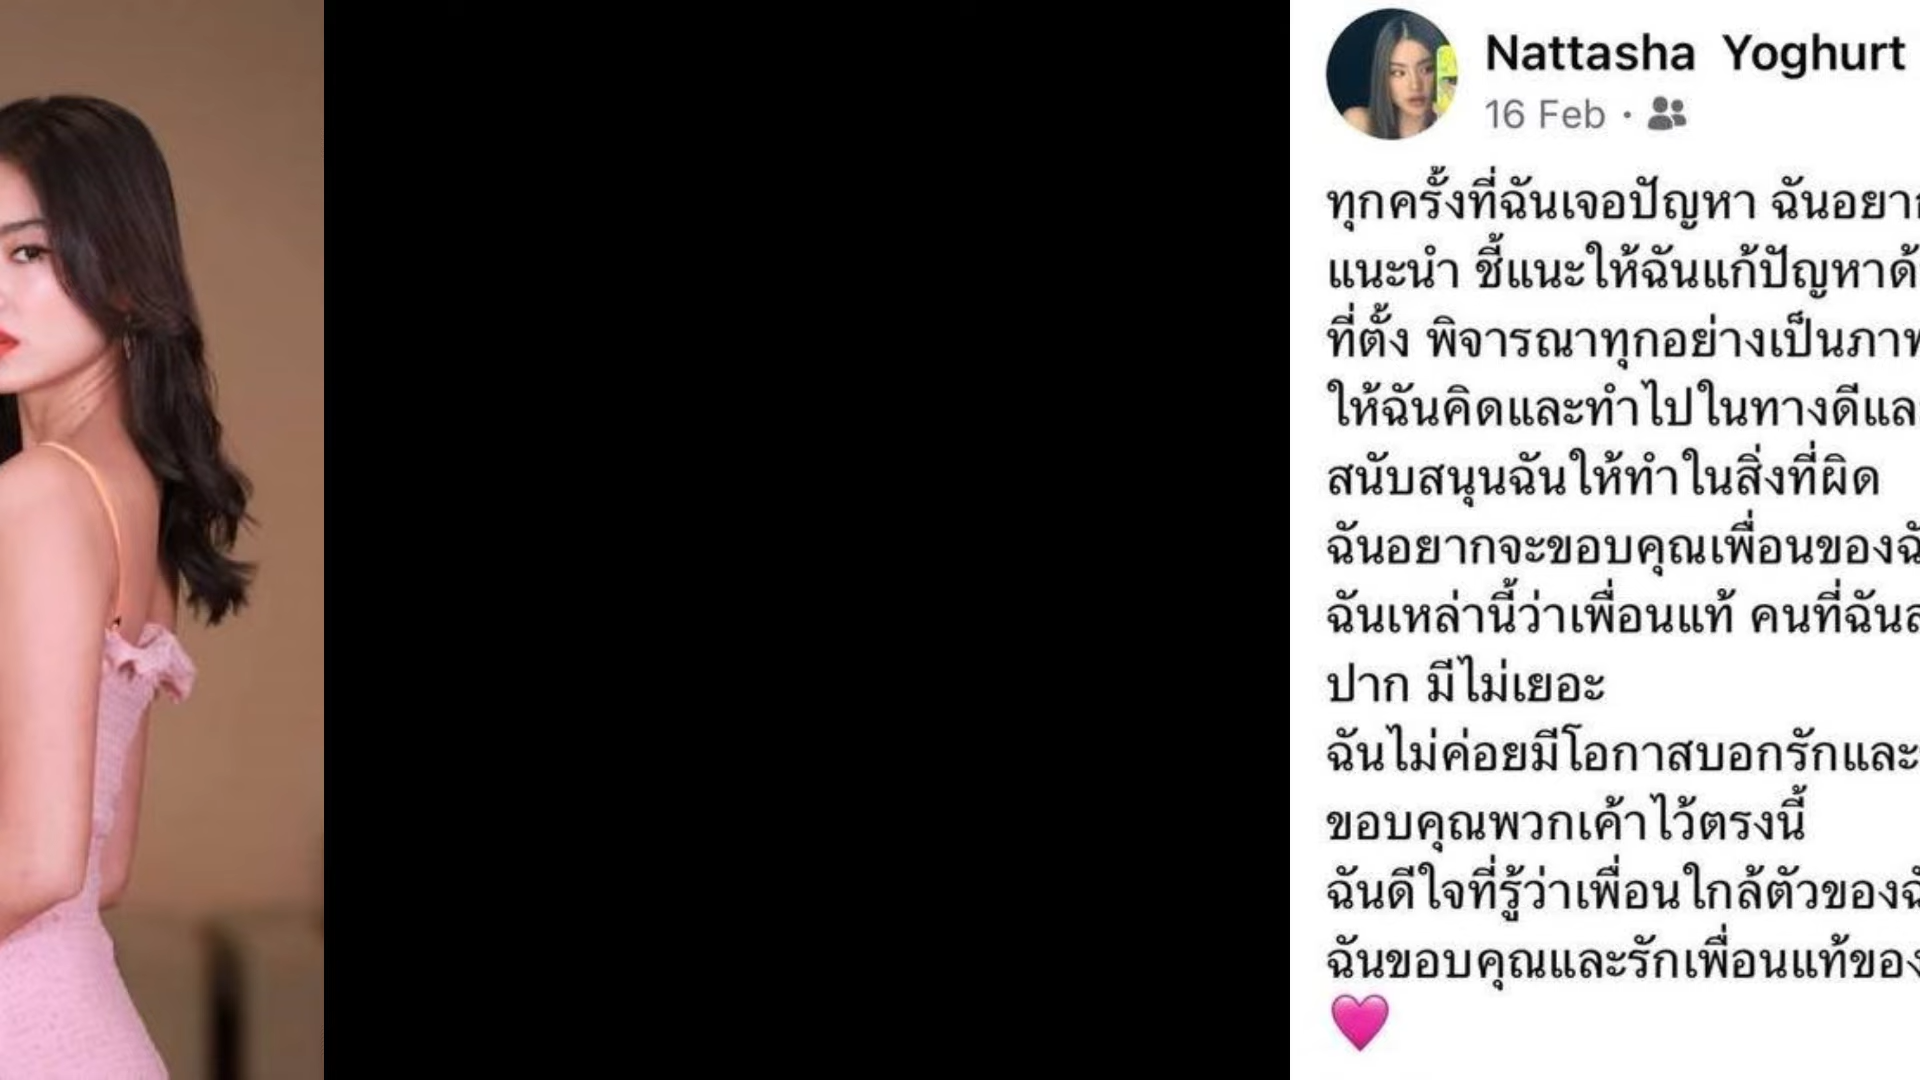 Nattasha Yoghurt
16 Feb
ทุกครั้งที่ฉันเจอปัญหา ฉันอยา
แนะนำ ชี้แนะให้ฉันแก้ปัญหาด้
ที่ตั้ง พิจารณาทุกอย่างเป็นภาพ
ให้ฉันคิดและทำไปในทางดีและ
สนับสนุนฉันให้ทำในสิ่งที่ผิด
ฉันอยากจะขอบคุณเพื่อนของฉั
ฉันเหล่านี้ว่าเพื่อนแท้ คนที่ฉัน
ปาก มีไม่เยอะ
ฉันไม่ค่อยมีโอกาสบอกรักและ
ขอบคุณพวกเค้าไว้ตรงนี้
ฉันดีใจที่รู้ว่าเพื่อนใกล้ตัวของฉั
ฉันขอบคุณและรักเพื่อนแท้ของ